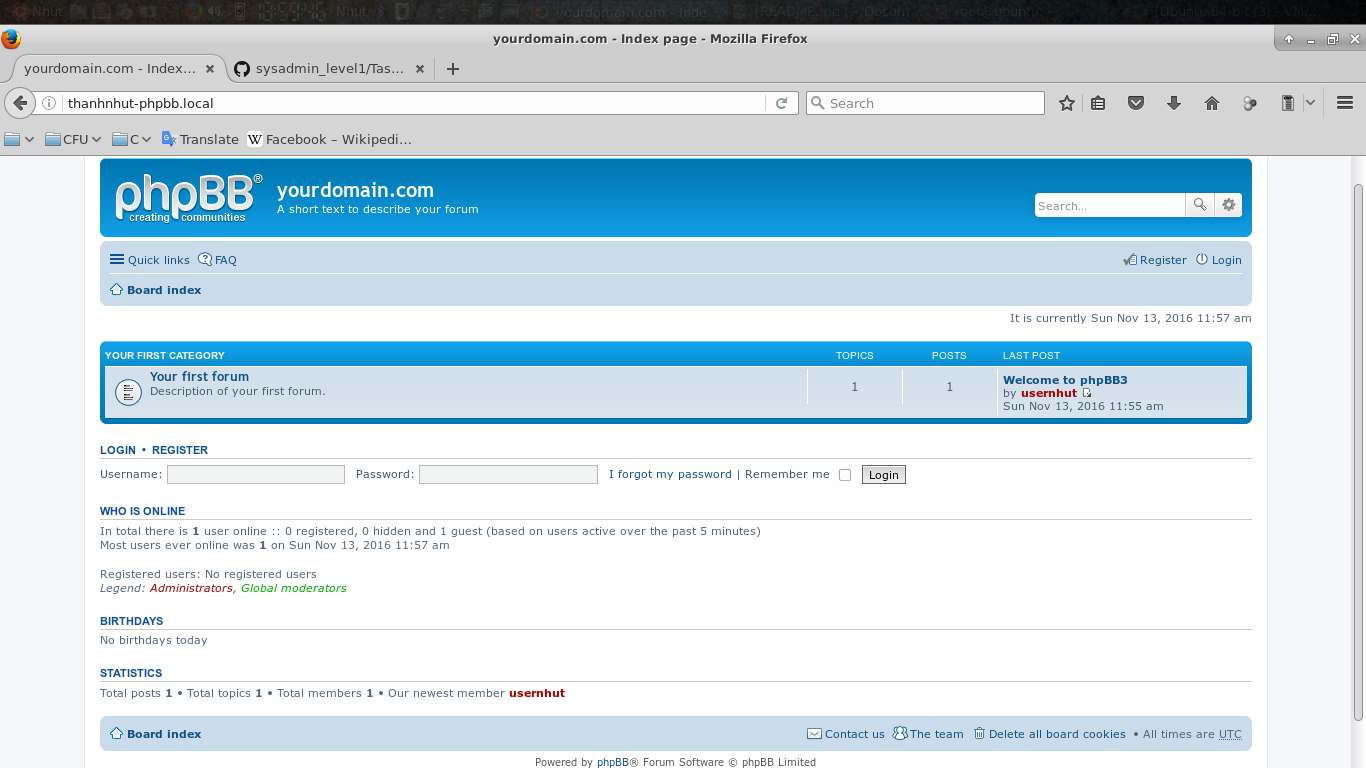 yourdomain.com - Index page - Mozilla Firefox
yourdomain.com - Index... sysadmin_level1/Tas...
thanhnhut-phpbb.local Search
CFU C Translate Facebook – Wikipedi...
phpBB® yourdomain.com
creating communities A short text to describe your forum
Search...
Quick links FAQ Register Login
Board index
It is currently Sun Nov 13, 2016 11:57 am
YOUR FIRST CATEGORY TOPICS POSTS LAST POST
Your first forum 1 1 Welcome to phpBB3
Description of your first forum. by usernhut
Sun Nov 13, 2016 11:55 am
LOGIN • REGISTER
Username: Password: I forgot my password | Remember me Login
WHO IS ONLINE
In total there is 1 user online :: 0 registered, 0 hidden and 1 guest (based on users active over the past 5 minutes)
Most users ever online was 1 on Sun Nov 13, 2016 11:57 am
Registered users: No registered users
Legend: Administrators, Global moderators
BIRTHDAYS
No birthdays today
STATISTICS
Total posts 1 • Total topics 1 • Total members 1 • Our newest member usernhut
Board index Contact us The team Delete all board cookies • All times are UTC
Powered by phpBB® Forum Software © phpBB Limited